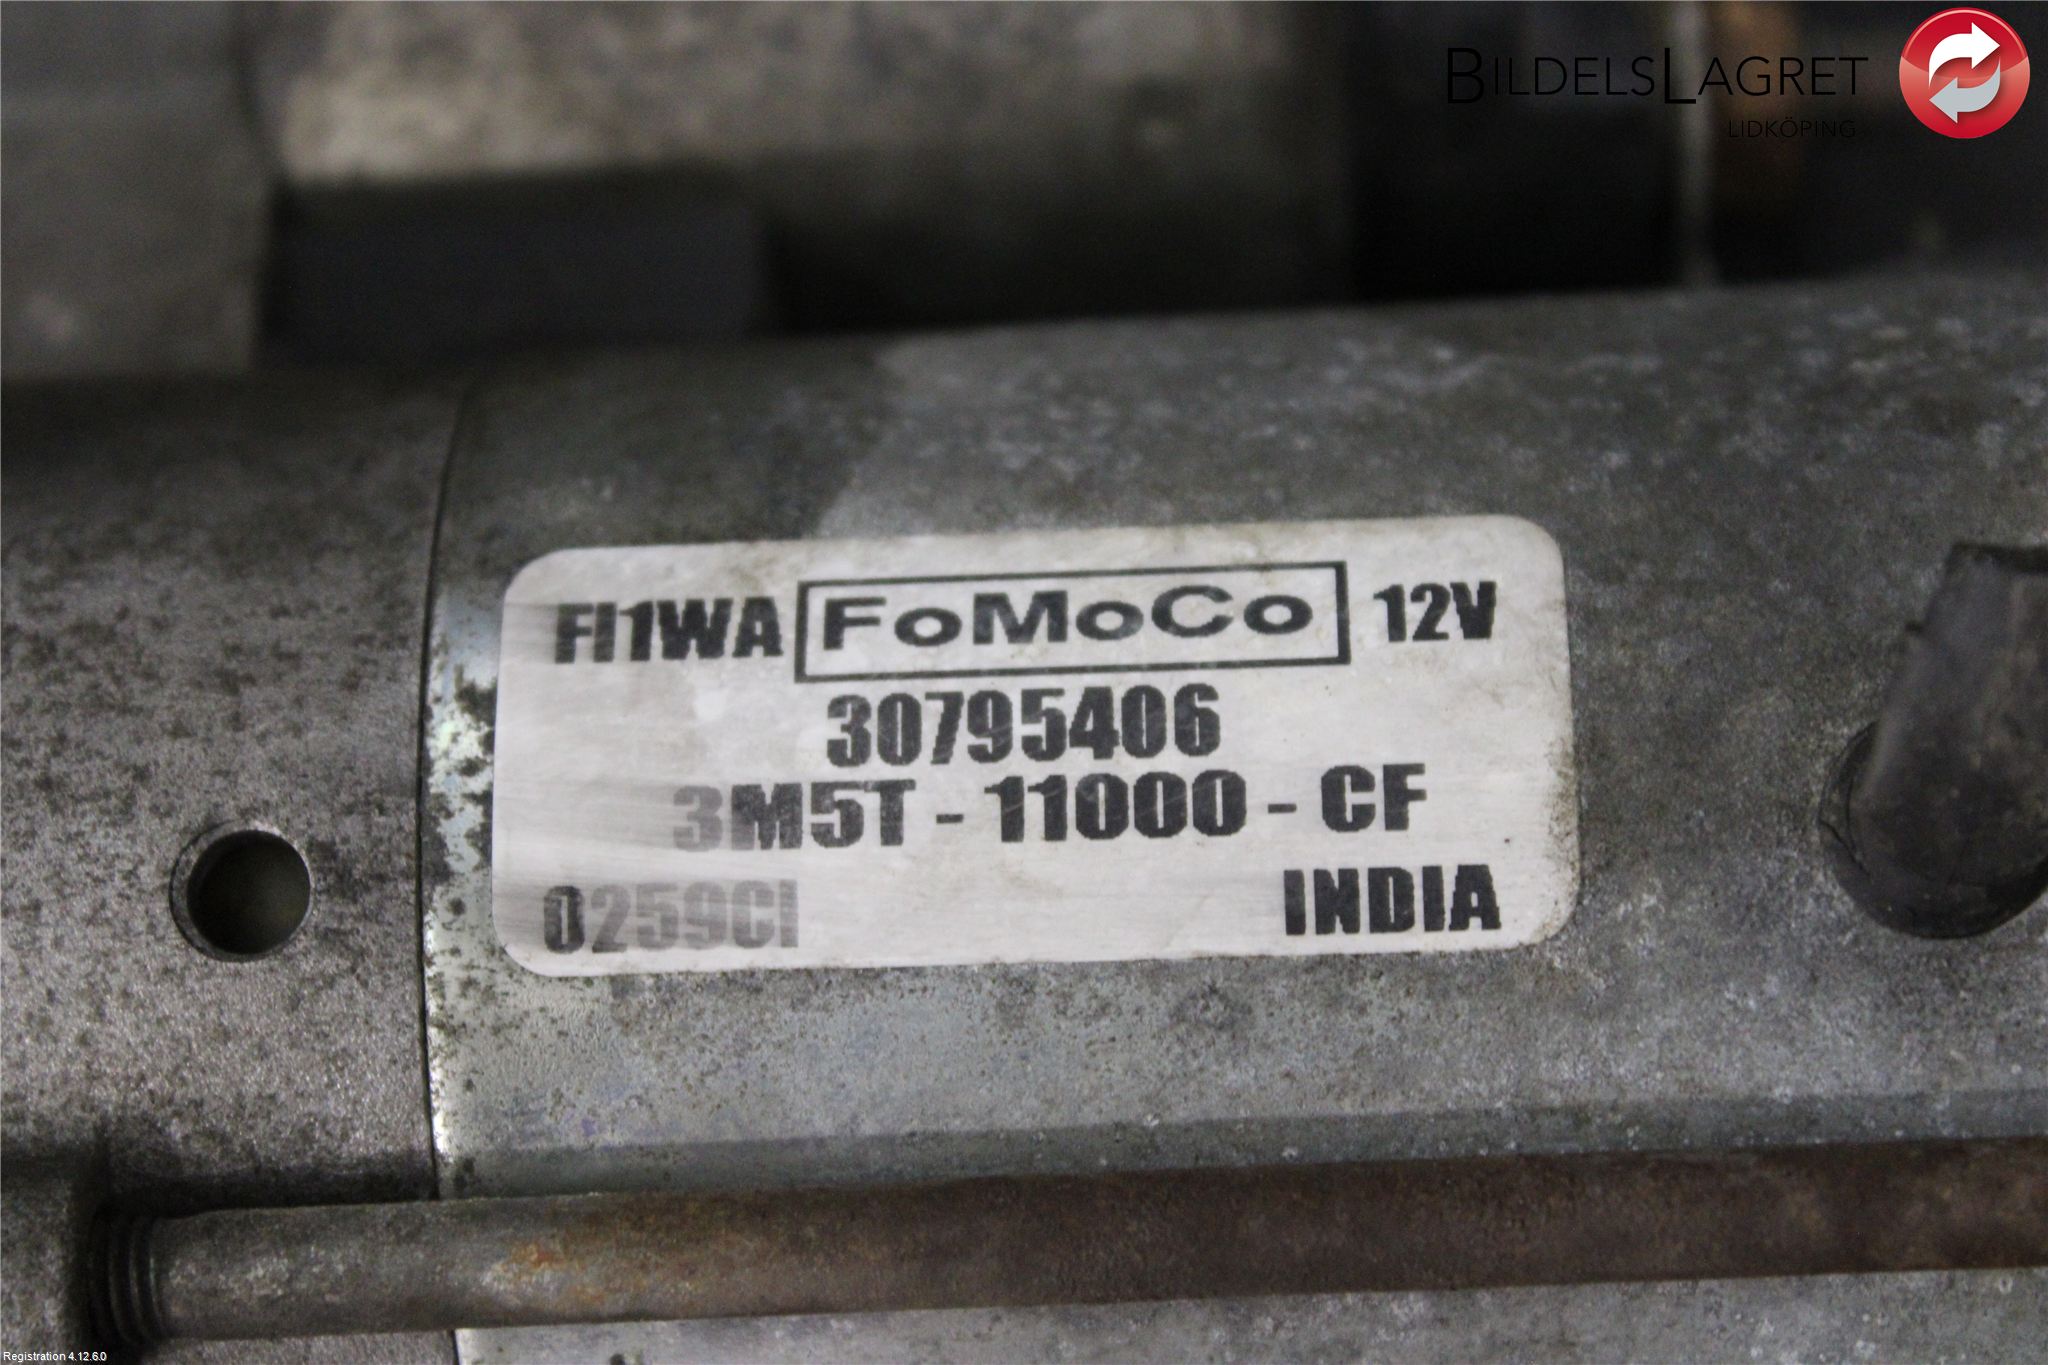 BILDELSLAGRET
LIDKÖPING
FI1WA FoMoCo 12V
30795406
3M5T-11000-CF
0259CI INDIA
Registration 4.12.6.0